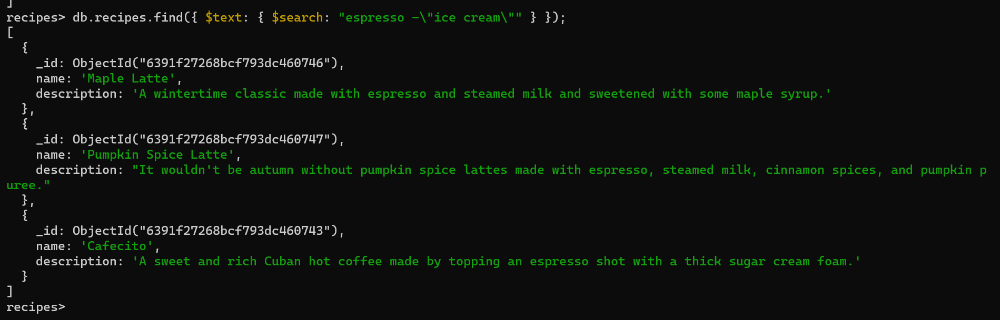 ]
recipes> db.recipes.find({ $text: { $search: "espresso -\"ice cream\"" } });
[
  {
    _id: ObjectId("6391f27268bcf793dc460746"),
    name: 'Maple Latte',
    description: 'A wintertime classic made with espresso and steamed milk and sweetened with some maple syrup.'
  },
  {
    _id: ObjectId("6391f27268bcf793dc460747"),
    name: 'Pumpkin Spice Latte',
    description: "It wouldn't be autumn without pumpkin spice lattes made with espresso, steamed milk, cinnamon spices, and pumpkin p
uree."
  },
  {
    _id: ObjectId("6391f27268bcf793dc460743"),
    name: 'Cafecito',
    description: 'A sweet and rich Cuban hot coffee made by topping an espresso shot with a thick sugar cream foam.'
  }
]
recipes>